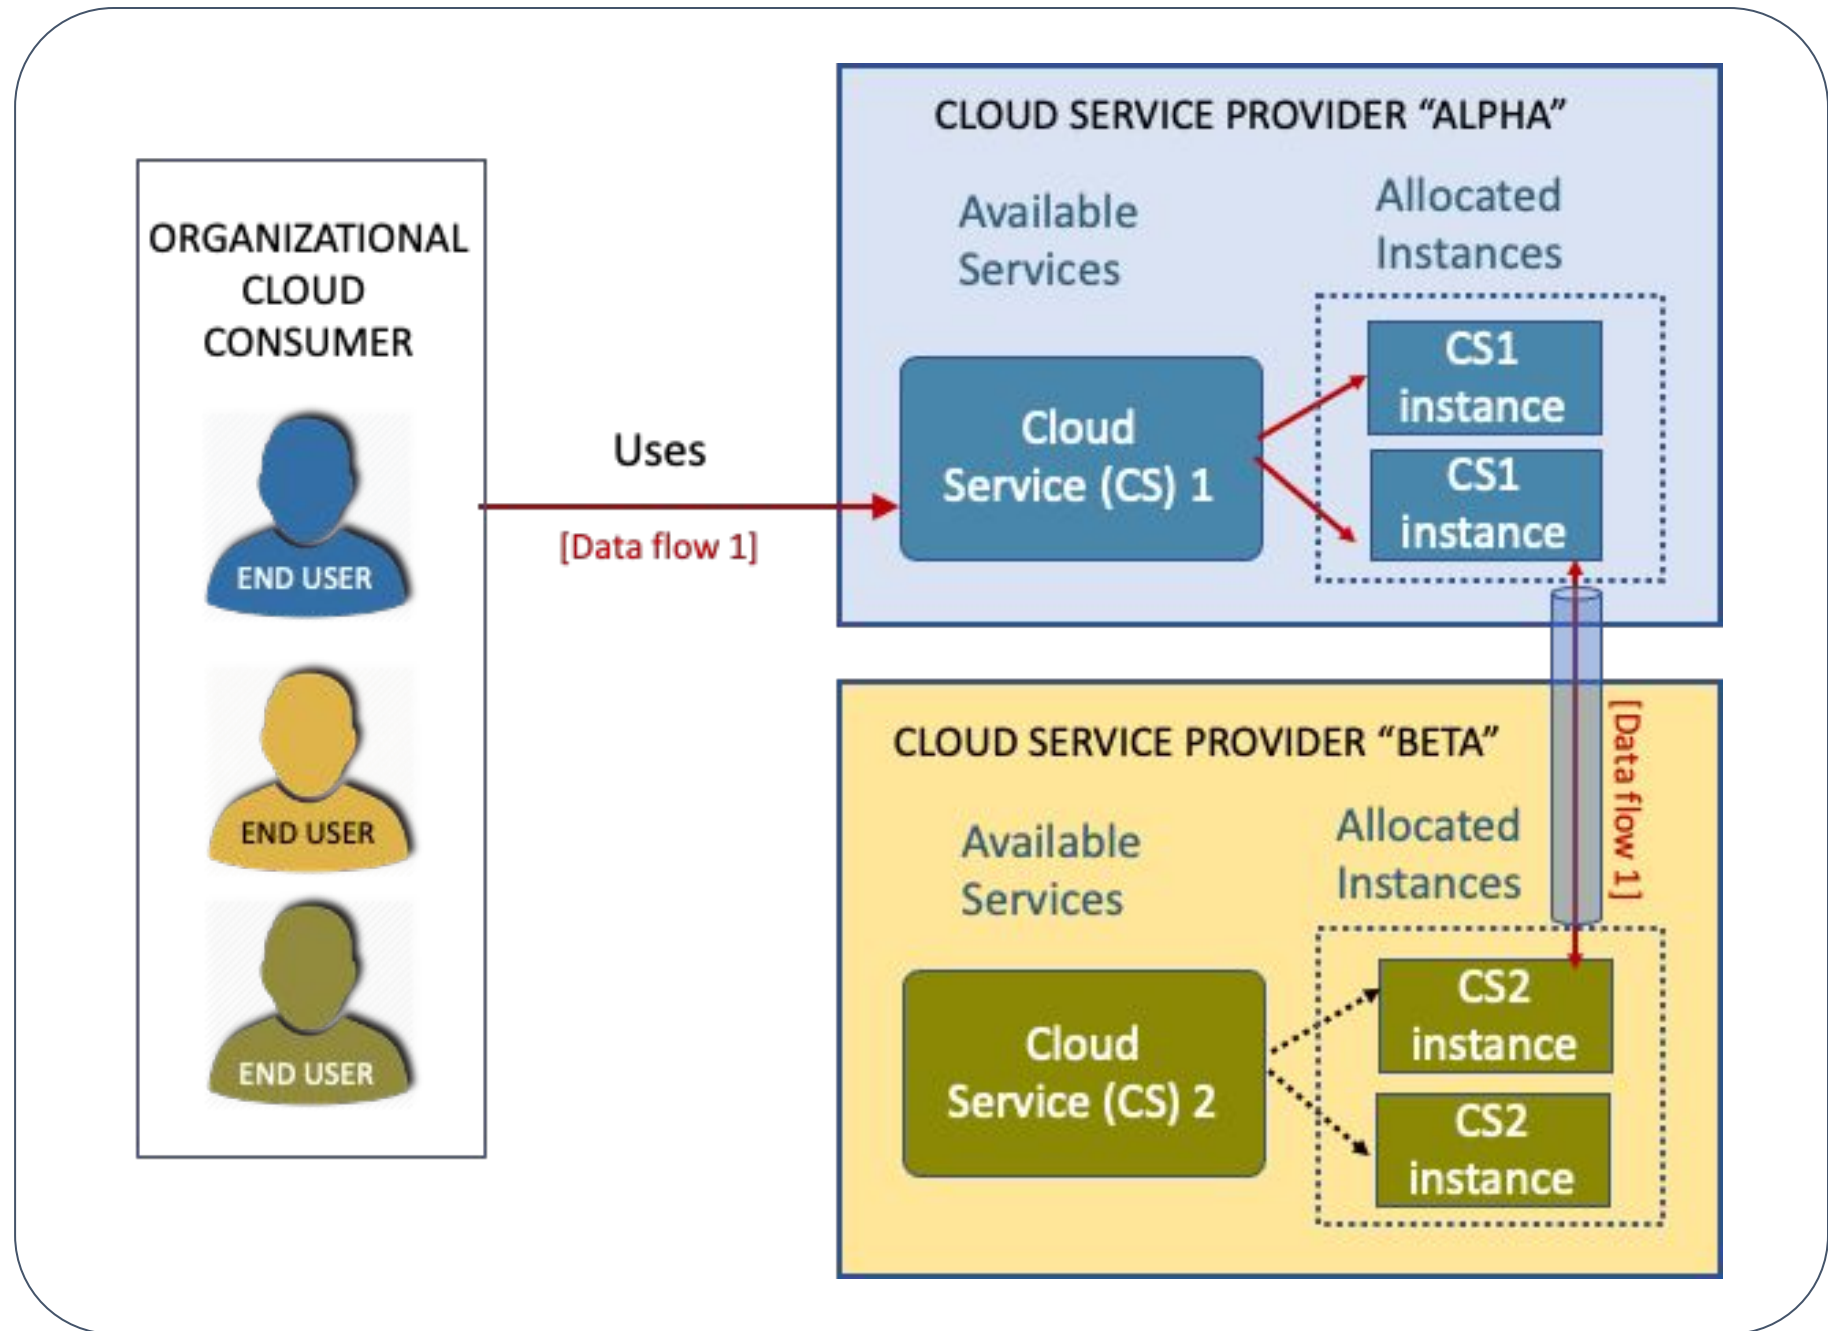 ORGANIZATIONAL
CLOUD
CONSUMER
END USER
END USER
END USER
Uses
[Data flow 1]
CLOUD SERVICE PROVIDER “ALPHA”
Available
Services
Allocated
Instances
Cloud
Service (CS) 1
CS1
instance
CS1
instance
[Data flow 1]
CLOUD SERVICE PROVIDER “BETA”
Available
Services
Allocated
Instances
Cloud
Service (CS) 2
CS2
instance
CS2
instance